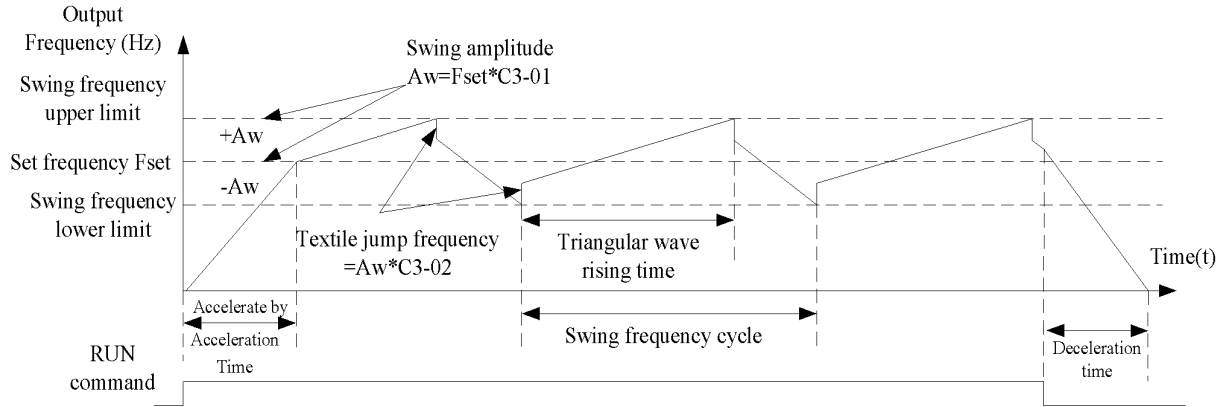 Output
Frequency (Hz)
Swing amplitude
Aw=Fset*C3-01
Swing frequency
upper limit
+Aw
Set frequency Fset
-Aw
Swing frequency
lower limit
Textile jump frequency
=Aw*C3-02
Triangular wave
rising time
Time(t)
Accelerate by
Acceleration
Time
Swing frequency cycle
Deceleration
time
RUN
command